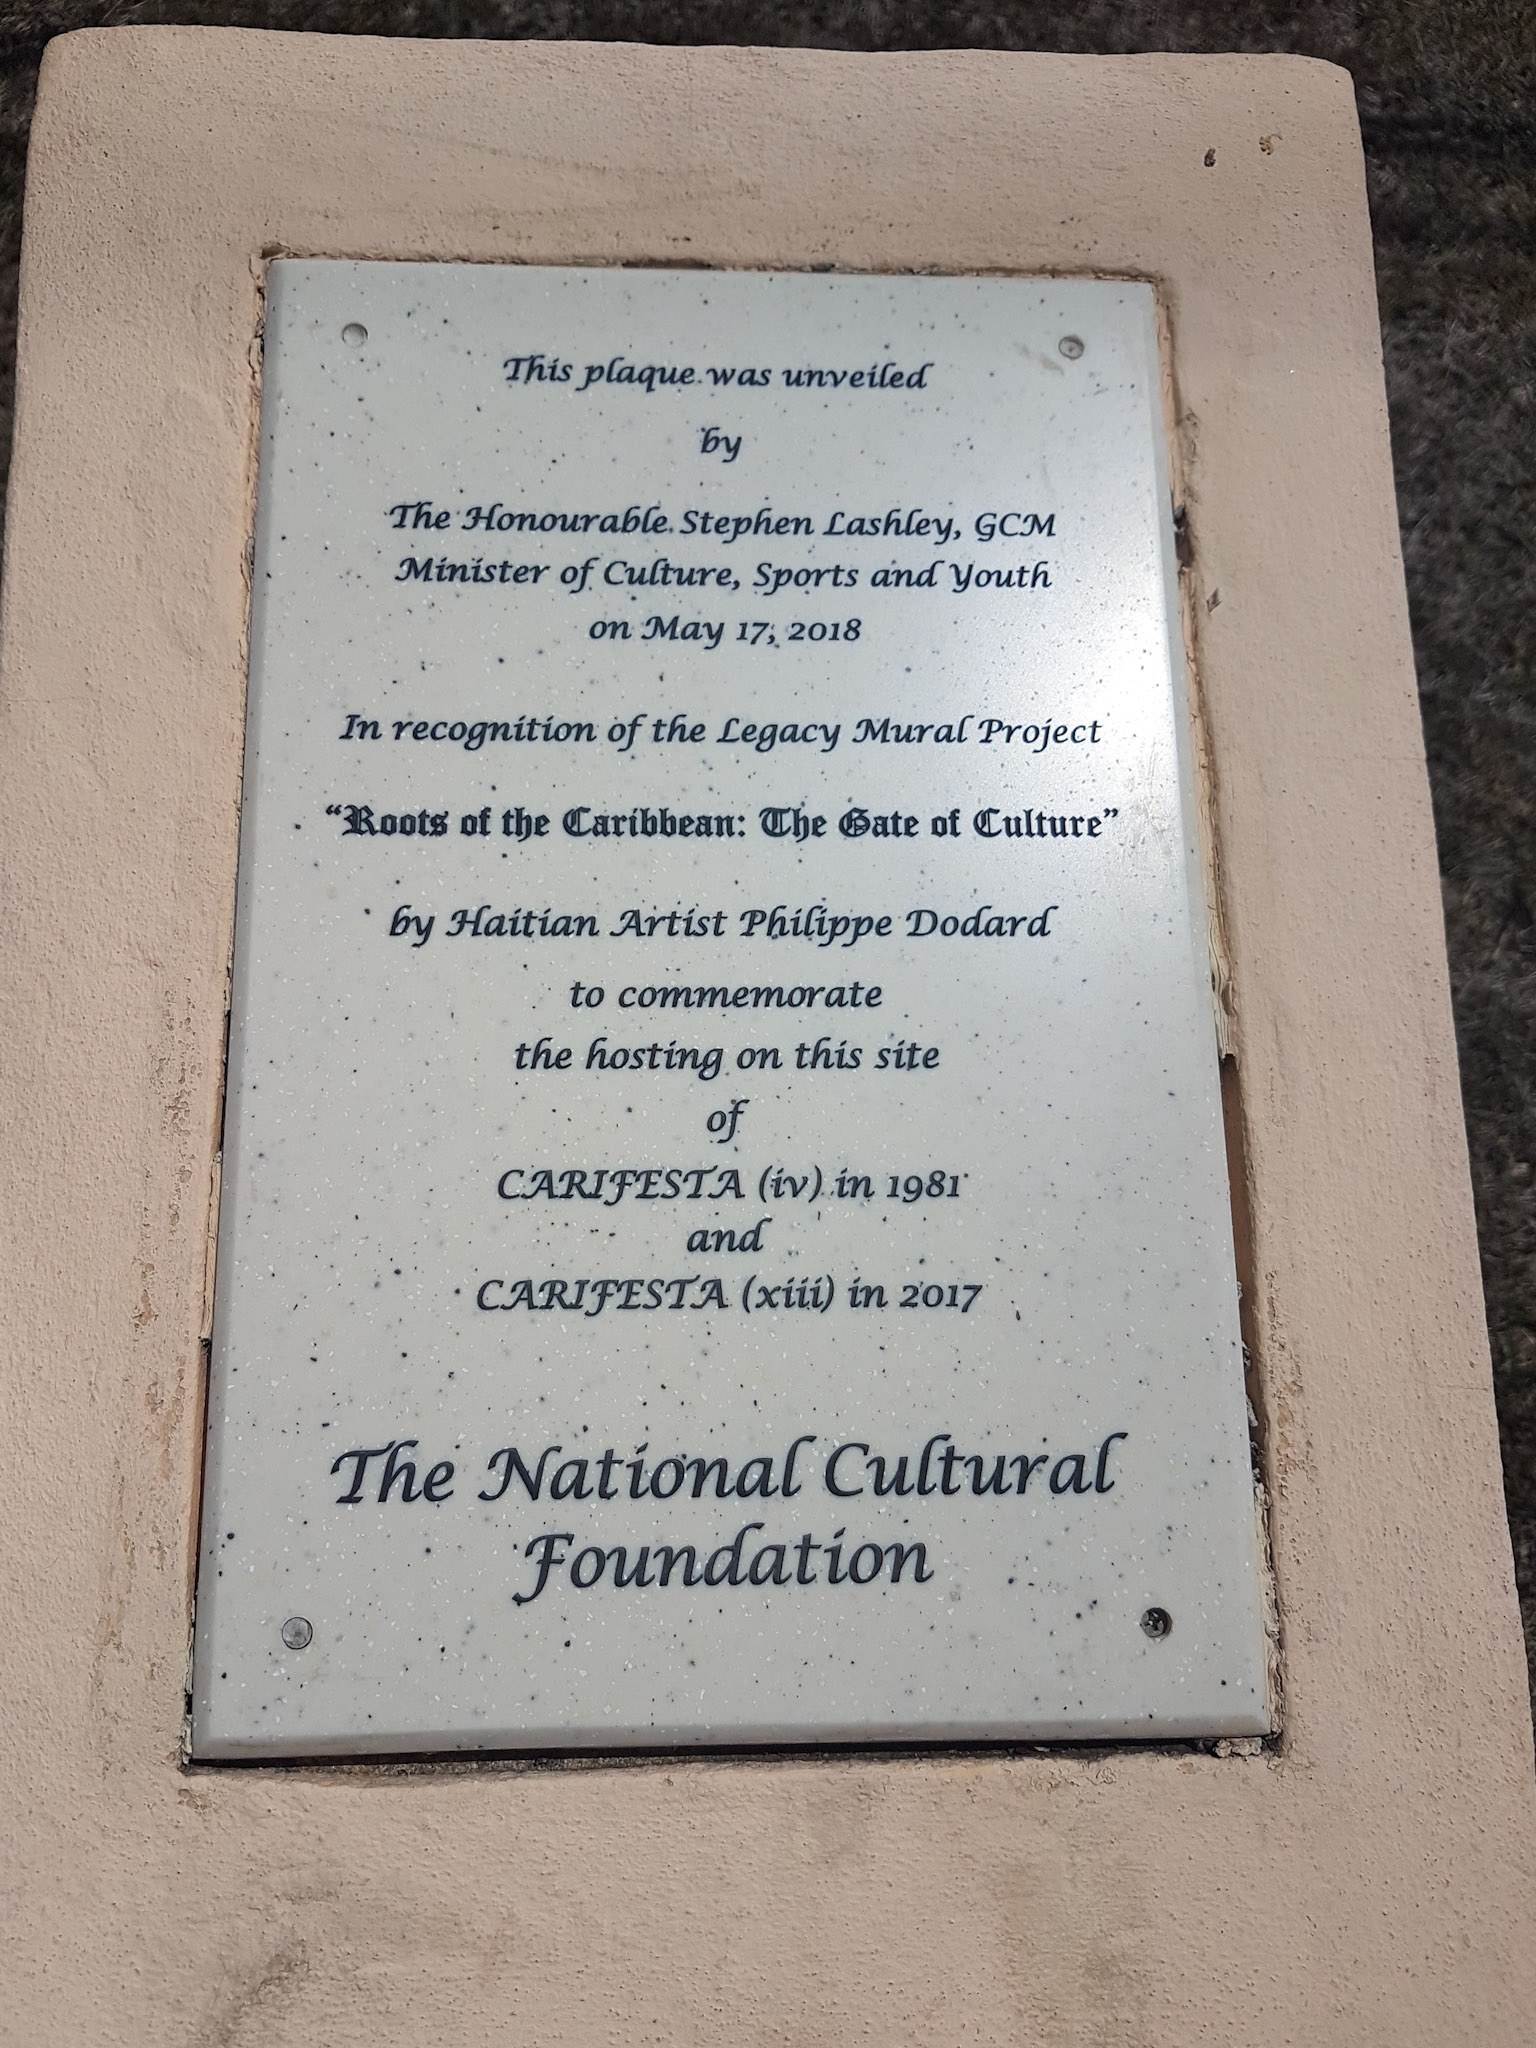 This plaque was unveiled
by
The Honourable Stephen Lashley, GCM
Minister of Culture, Sports and Youth
on May 17, 2018
In recognition of the Legacy Mural Project
“Roots of the Caribbean: The Gate of Culture”
by Haitian Artist Philippe Dodard
to commemorate
the hosting on this site
of
CARIFESTA (iv) in 1981
and
CARIFESTA (xiii) in 2017
The National Cultural
Foundation